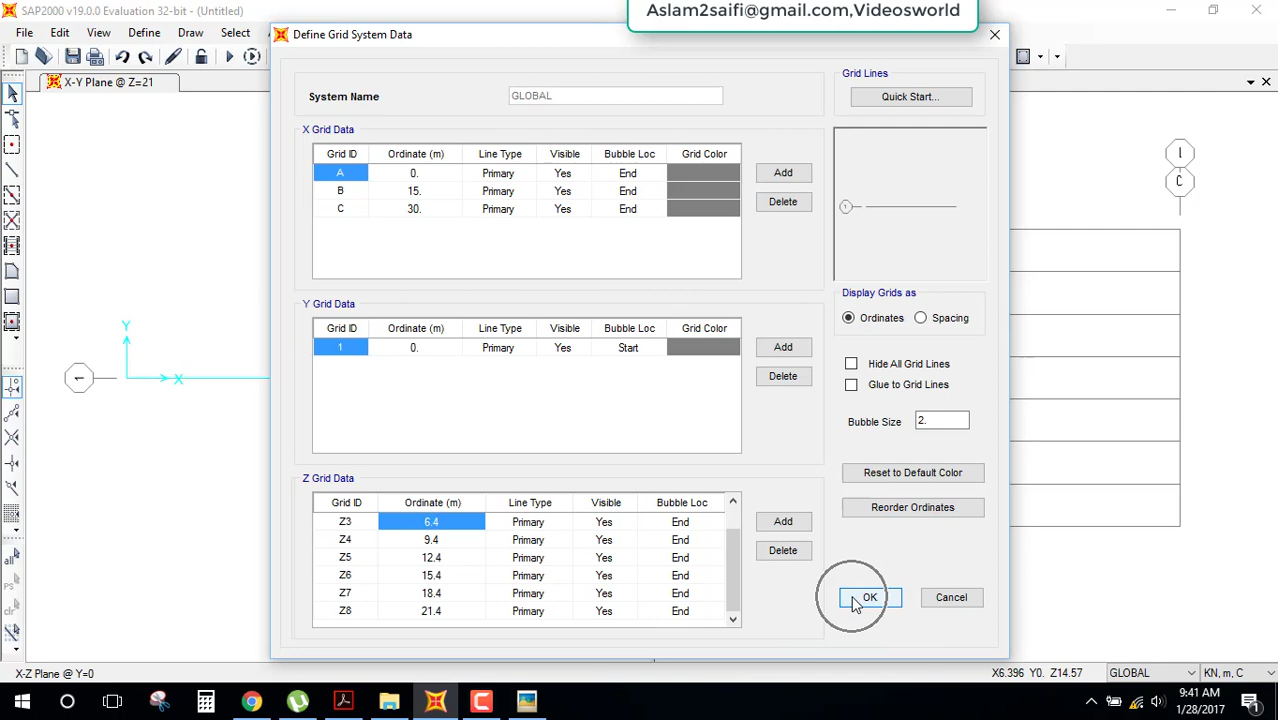 SAP2000 v19.0.0 Evaluation 32-bit - (Untitled)
Aslam2saifi@gmail.com,Videosworld
File Edit View Define Draw Select
X-Y Plane @ Z=21
Define Grid System Data
System Name GLOBAL
Grid Lines
Quick Start...
X Grid Data
Grid ID Ordinate (m) Line Type Visible Bubble Loc Grid Color
A 0. Primary Yes End
B 15. Primary Yes End
C 30. Primary Yes End
Add
Delete
Y Grid Data
Grid ID Ordinate (m) Line Type Visible Bubble Loc Grid Color
1 0. Primary Yes Start
Add
Delete
Z Grid Data
Grid ID Ordinate (m) Line Type Visible Bubble Loc
Z3 6.4 Primary Yes End
Z4 9.4 Primary Yes End
Z5 12.4 Primary Yes End
Z6 15.4 Primary Yes End
Z7 18.4 Primary Yes End
Z8 21.4 Primary Yes End
Add
Delete
1
Display Grids as
Ordinates Spacing
Hide All Grid Lines
Glue to Grid Lines
Bubble Size 2.
Reset to Default Color
Reorder Ordinates
OK Cancel
Y
X
C
all
PS
clr
X-Z Plane @ Y=0
X6.396 Y0. Z14.57
GLOBAL
KN, m, C
9:41 AM
1/28/2017